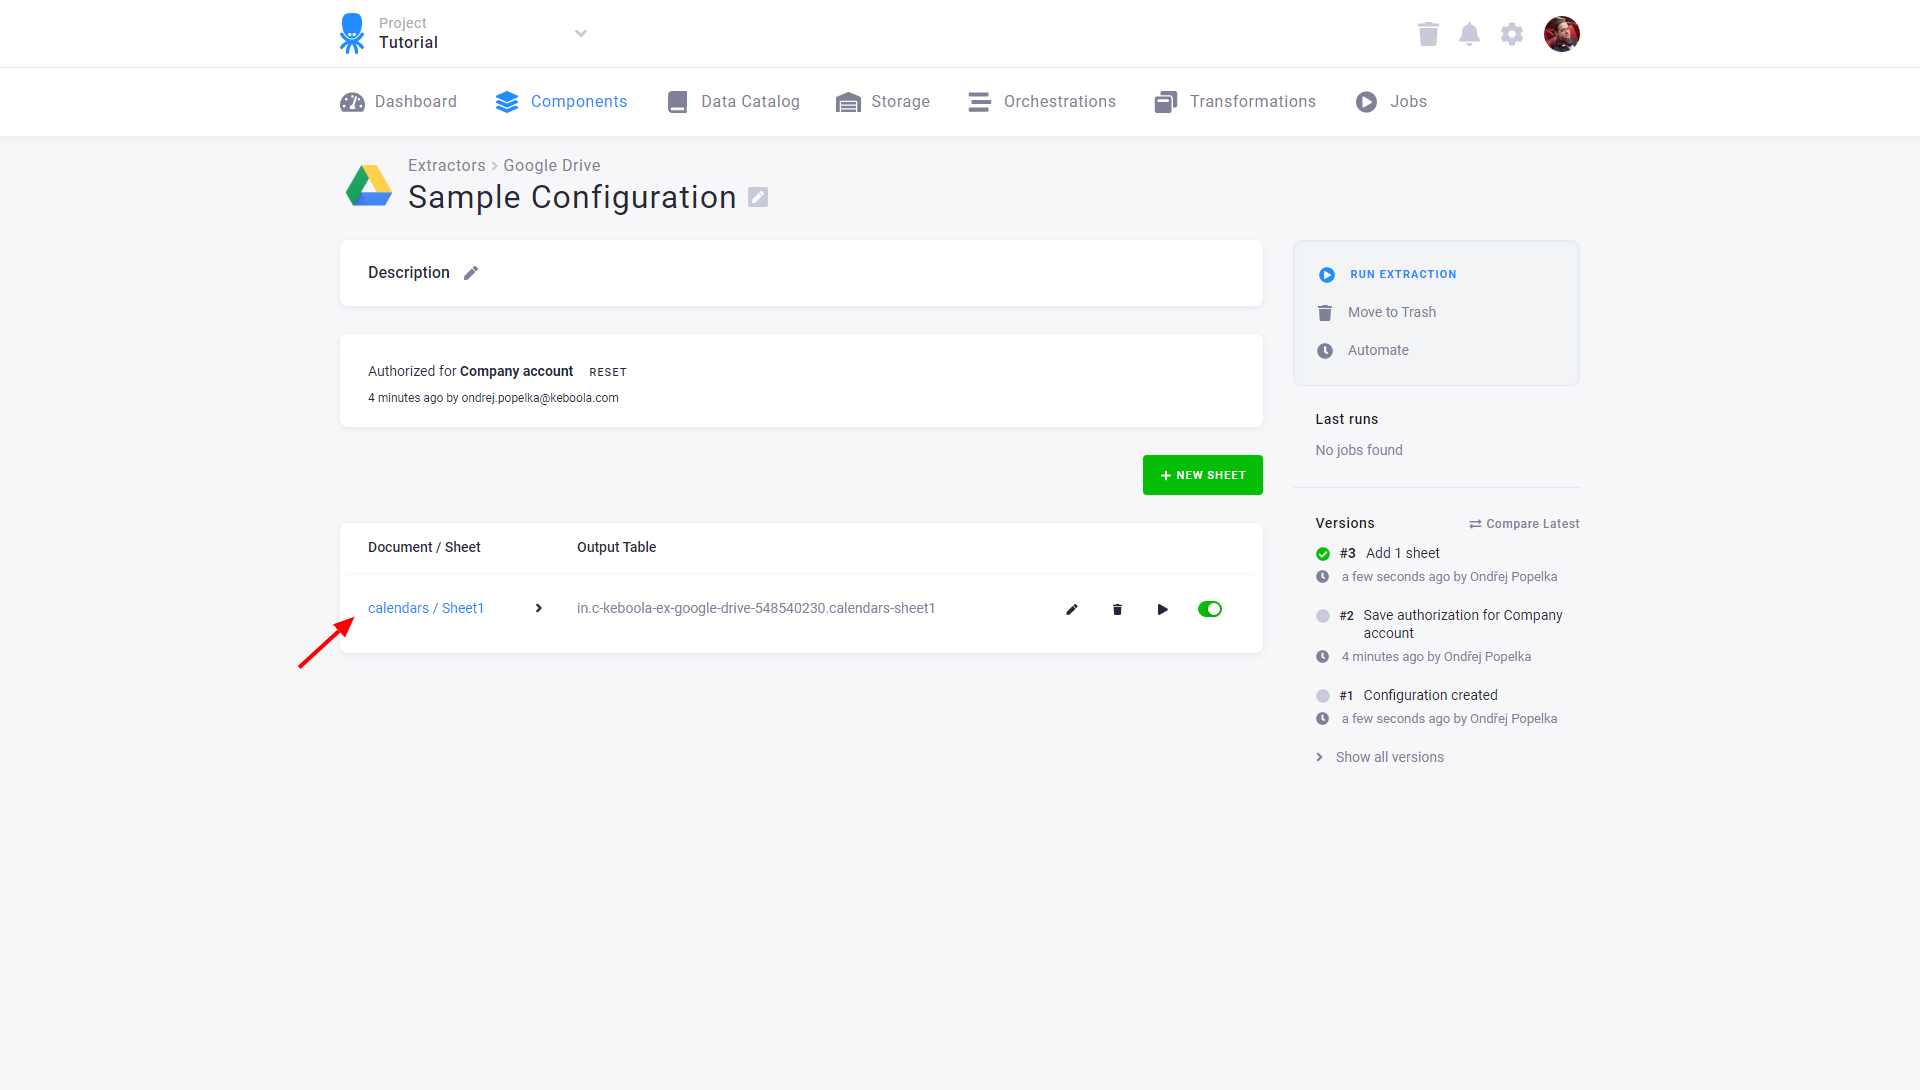 Project
Tutorial
Dashboard
Components
Data Catalog
Storage
Orchestrations
Transformations
Jobs
Extractors > Google Drive
Sample Configuration
Description
Authorized for Company account RESET
4 minutes ago by ondrej.popelka@keboola.com
+ NEW SHEET
Document / Sheet
Output Table
calendars / Sheet1
in.c-keboola-ex-google-drive-548540230.calendars-sheet1
RUN EXTRACTION
Move to Trash
Automate
Last runs
No jobs found
Versions
Compare Latest
#3 Add 1 sheet
a few seconds ago by Ondřej Popelka
#2 Save authorization for Company
account
4 minutes ago by Ondřej Popelka
#1 Configuration created
a few seconds ago by Ondřej Popelka
Show all versions